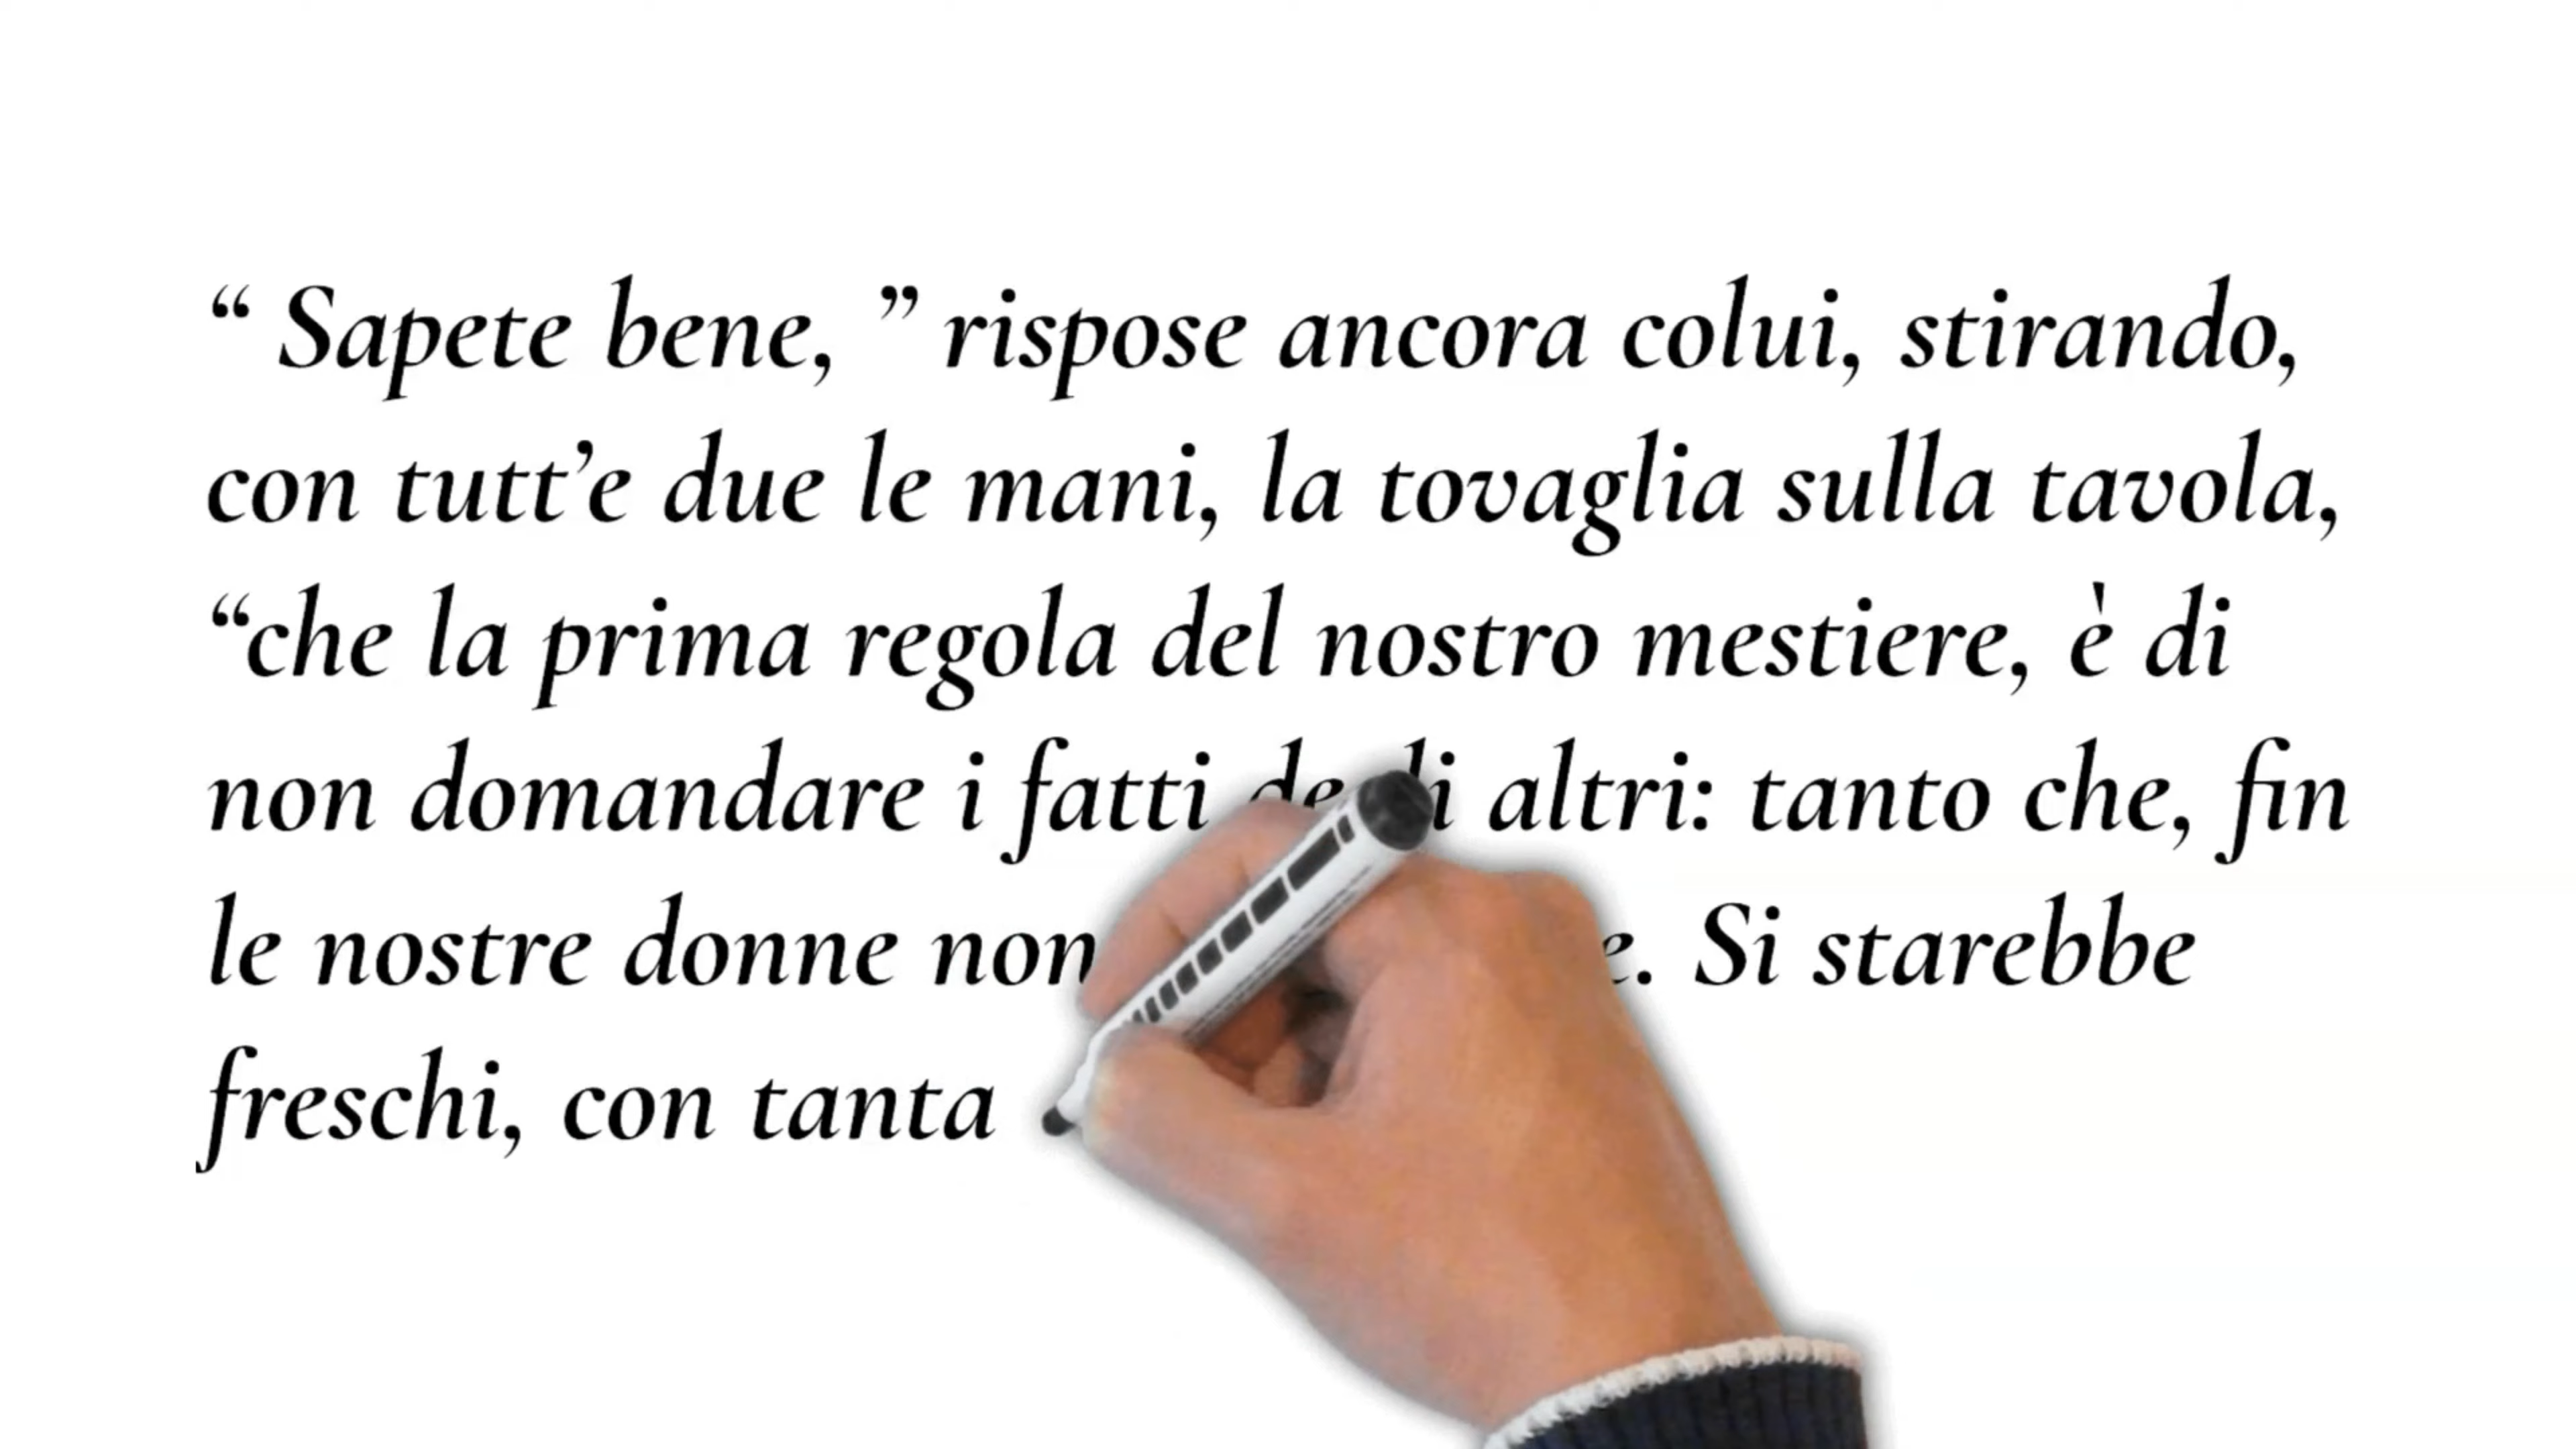 “ Sapete bene, ” rispose ancora colui, stirando,
con tutt’e due le mani, la tovaglia sulla tavola,
“che la prima regola del nostro mestiere, è di
non domandare i fatti degli altri: tanto che, fin
le nostre donne non Si starebbe
freschi, con tanta